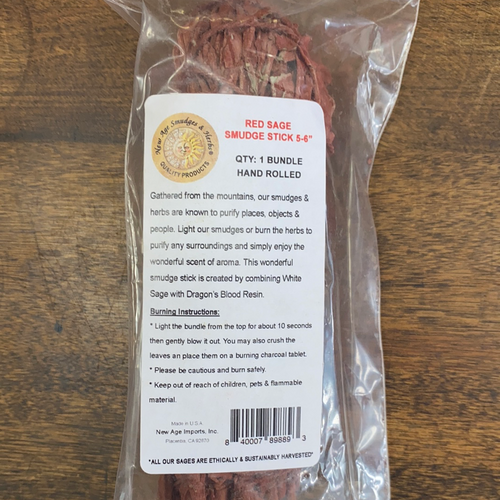 New Age Smudges & Herbs®
QUALITY PRODUCTS
RED SAGE
SMUDGE STICK 5-6"
QTY: 1 BUNDLE
HAND ROLLED
Gathered from the mountains, our smudges &
herbs are known to purify places, objects &
people. Light our smudges or burn the herbs to
purify any surroundings and simply enjoy the
wonderful scent of aroma. This wonderful
smudge stick is created by combining White
Sage with Dragon's Blood Resin.
Burning Instructions:
* Light the bundle from the top for about 10 seconds
then gently blow it out. You may also crush the
leaves an place them on a burning charcoal tablet.
* Please be cautious and burn safely.
* Keep out of reach of children, pets & flammable
material.
Made in U.S.A.
New Age Imports, Inc.
Placentia, CA 92870
8 40007 89889 3
*ALL OUR SAGES ARE ETHICALLY & SUSTAINABLY HARVESTED*